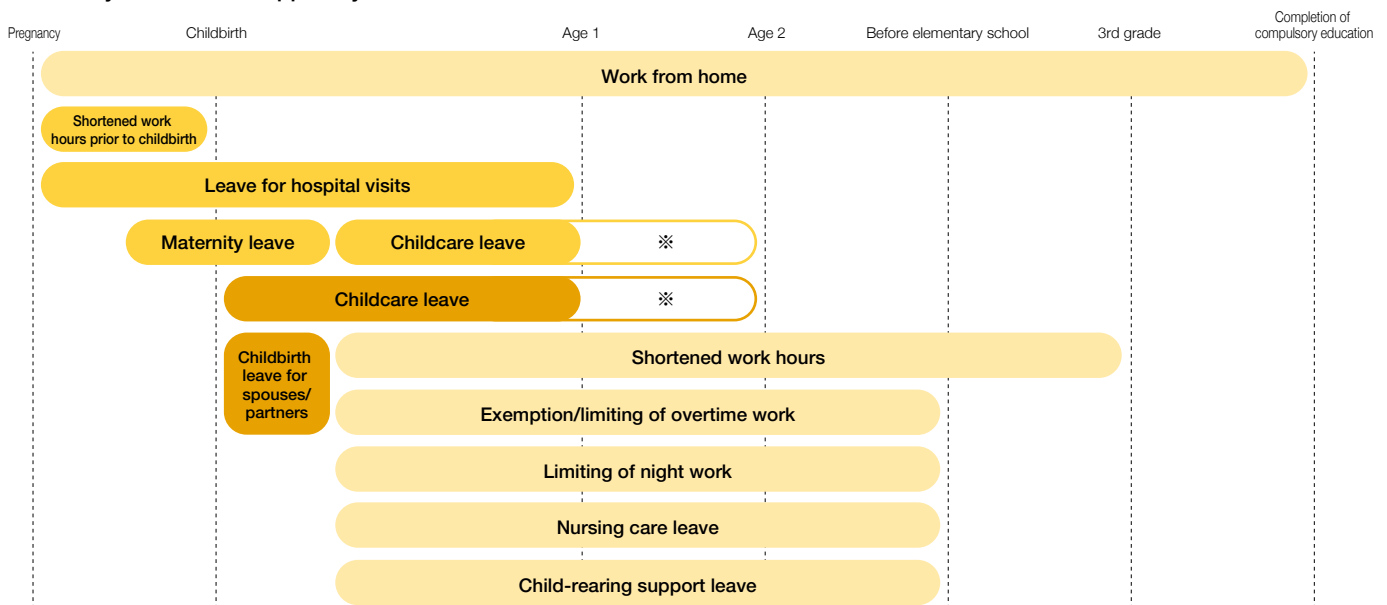 Pregnancy
Childbirth
Age 1
Age 2
Before elementary school
3rd grade
Completion of
compulsory education
Work from home
Shortened work
hours prior to childbirth
Leave for hospital visits
Maternity leave
Childcare leave
※
Childcare leave
※
Childbirth
leave for
spouses/
partners
Shortened work hours
Exemption/limiting of overtime work
Limiting of night work
Nursing care leave
Child-rearing support leave